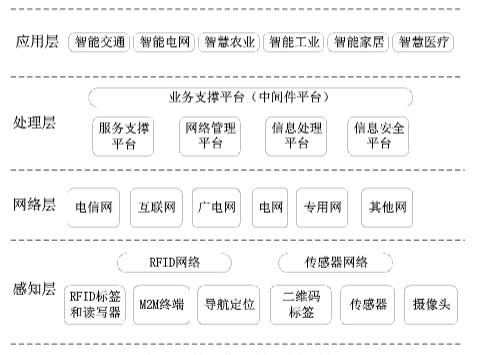 应用层 智能交通 智能电网 智慧农业 智能工业 智能家居 智慧医疗
业务支撑平台（中间件平台）
处理层
服务支撑平台
网络管理平台
信息处理平台
信息安全平台
网络层 电信网 互联网 广电网 电网 专用网 其他网
RFID网络 传感器网络
感知层
RFID标签和读写器
M2M终端
导航定位
二维码标签
传感器
摄像头